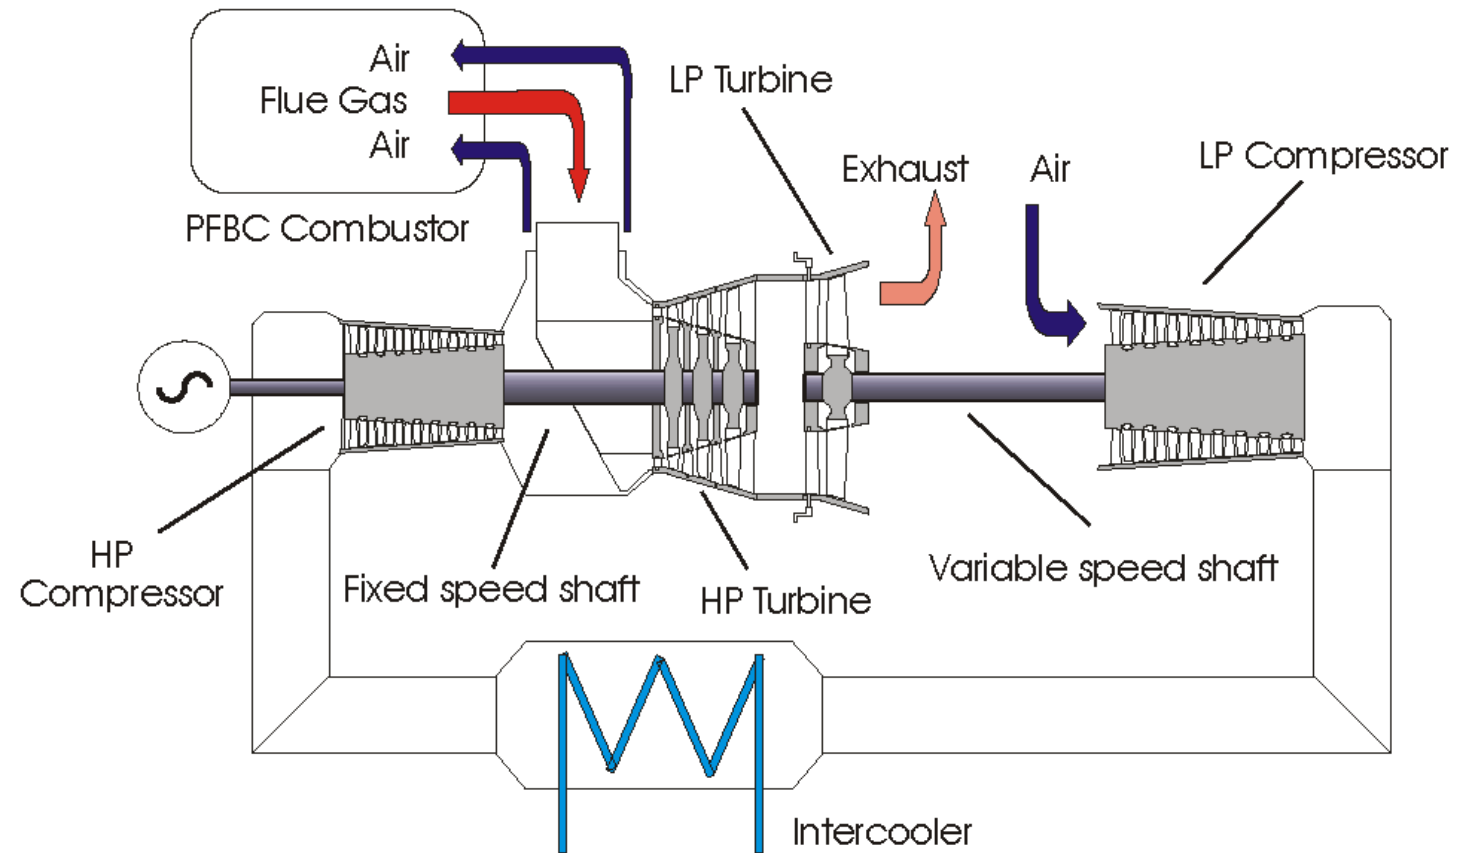 Air
Flue Gas
Air
PFBC Combustor
LP Turbine
Exhaust
Air
LP Compressor
HP
Compressor
Fixed speed shaft
HP Turbine
Variable speed shaft
Intercooler